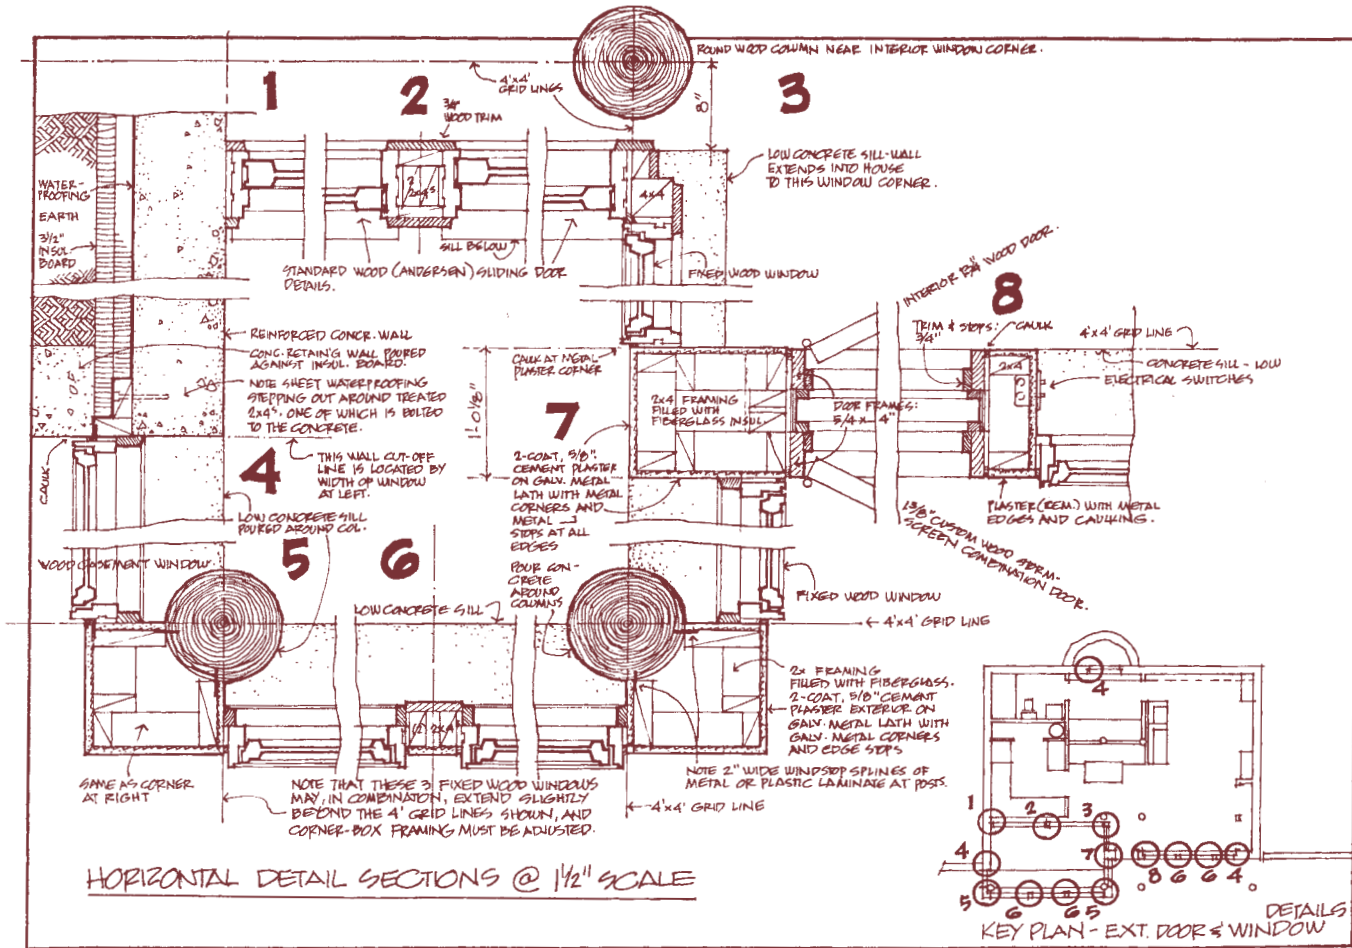 ROUND WOOD COLUMN NEAR INTERIOR WINDOW CORNER.
4'x4'
GRID LINES
1
2
3
3/4"
WOOD TRIM
8"
LOW CONCRETE SILL-WALL
EXTENDS INTO HOUSE
TO THIS WINDOW CORNER.
WATER-
PROOFING
EARTH
3 1/2"
INSUL.
BOARD
2
2x4s
4x4
SILL BELOW
STANDARD WOOD (ANDERSEN) SLIDING DOOR
DETAILS.
FIXED WOOD WINDOW
INTERIOR 1 3/4" WOOD DOOR.
8
REINFORCED CONCR. WALL
CONC. RETAIN'G WALL POURED
AGAINST INSUL. BOARD.
NOTE SHEET WATERPROOFING
STEPPING OUT AROUND TREATED
2x4s. ONE OF WHICH IS BOLTED
TO THE CONCRETE.
THIS WALL CUT-OFF
LINE IS LOCATED BY
WIDTH OF WINDOW
AT LEFT.
CAULK
CAULK AT METAL
PLASTER CORNER
1'-0 1/8"
7
2x4 FRAMING
FILLED WITH
FIBERGLASS INSUL.
DOOR FRAMES:
5/4 x 4"
TRIM & STOPS:
3/4"
CAULK
4'x4' GRID LINE
CONCRETE SILL - LOW
ELECTRICAL SWITCHES
2x4
2-COAT, 5/8"
CEMENT PLASTER
ON GALV. METAL
LATH WITH METAL
CORNERS AND
METAL
STOPS AT ALL
EDGES
PLASTER (REM.) WITH METAL
EDGES AND CAULKING.
1 3/8" CUSTOM WOOD STORM-
SCREEN COMBINATION DOOR.
4
LOW CONCRETE SILL
POURED AROUND COL.
5
6
WOOD CASEMENT WINDOW
POUR CON-
CRETE
AROUND
COLUMNS
LOW CONCRETE SILL
FIXED WOOD WINDOW
4'x4' GRID LINE
2x FRAMING
FILLED WITH FIBERGLASS.
2-COAT, 5/8" CEMENT
PLASTER EXTERIOR ON
GALV. METAL LATH WITH
GALV. METAL CORNERS
AND EDGE STOPS
(2) 2x4
SAME AS CORNER
AT RIGHT
NOTE THAT THESE 3 FIXED WOOD WINDOWS
MAY, IN COMBINATON, EXTEND SLIGHTLY
BEYOND THE 4' GRID LINES SHOWN, AND
CORNER-BOX FRAMING MUST BE ADJUSTED.
NOTE 2" WIDE WINDSTOP SPLINES OF
METAL OR PLASTIC LAMINATE AT POSTS.
4'x4' GRID LINE
HORIZONTAL DETAIL SECTIONS @ 1 1/2" SCALE
4
1
2
3
4
7
8
6
6
4
5
6
6
5
DETAILS
KEY PLAN - EXT. DOOR & WINDOW